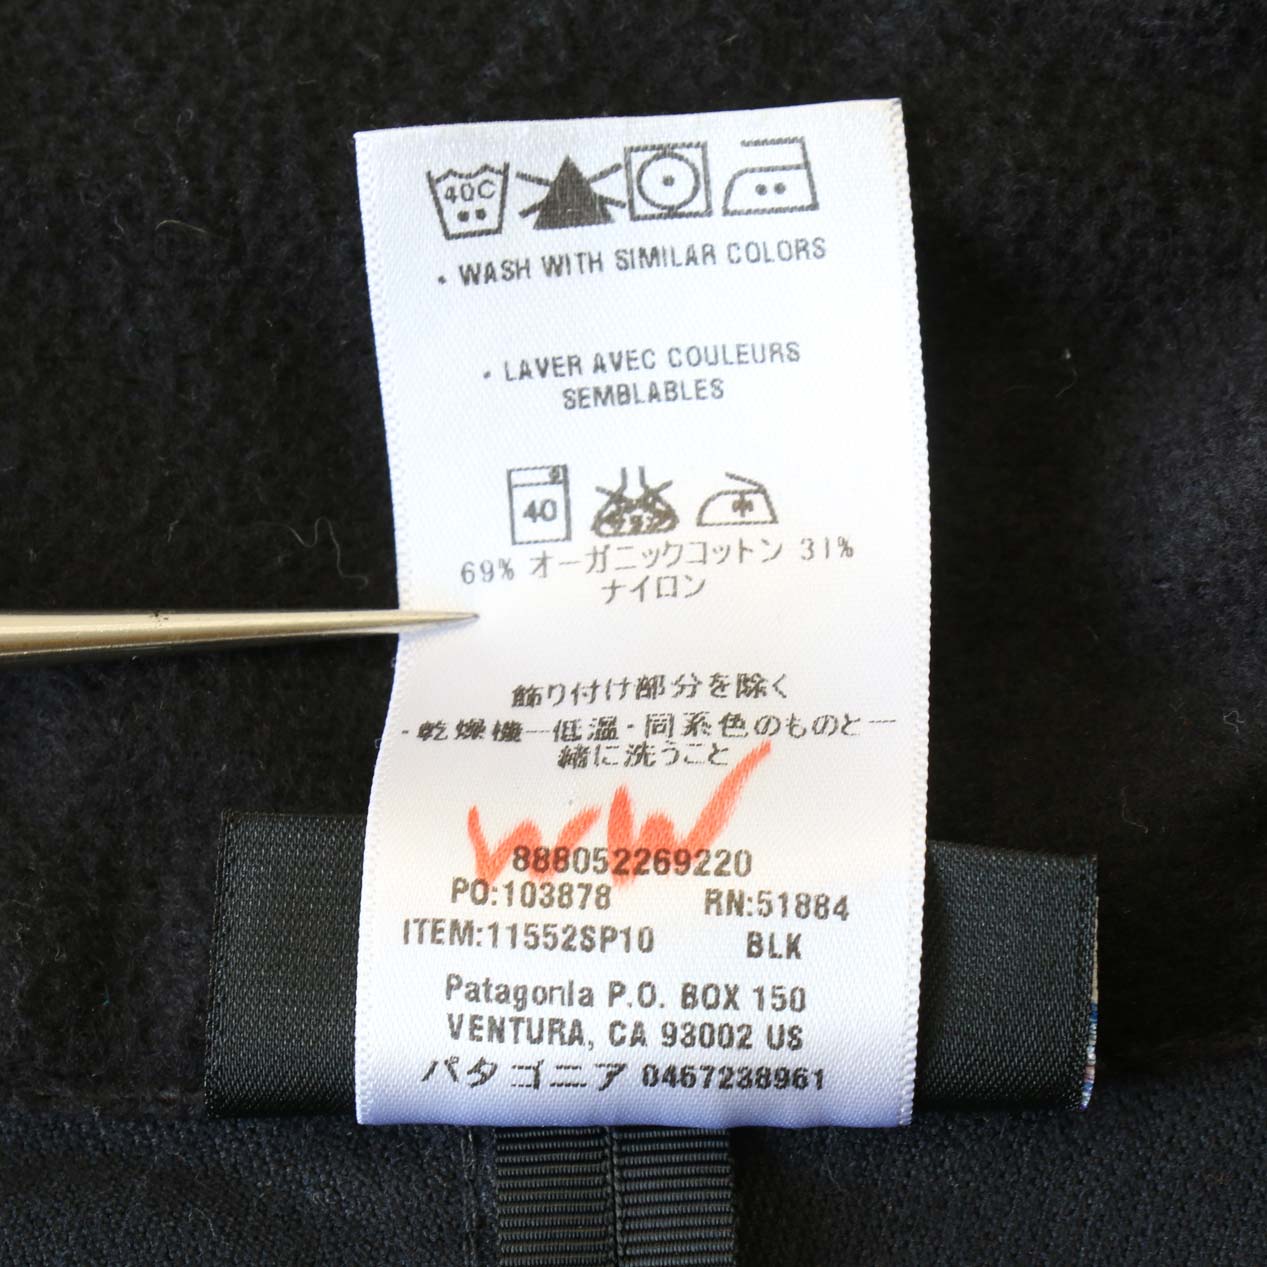 40C
• WASH WITH SIMILAR COLORS
• LAVER AVEC COULEURS
SEMBLABLES
40 中
69% オーガニックコットン 31%
ナイロン
飾り付け部分を除く
・乾燥機―低温・同系色のものと一
緒に洗うこと
888052269220
PO:103878 RN:51884
ITEM:11552SP10 BLK
Patagonia P.O. BOX 150
VENTURA, CA 93002 US
パタゴニア 0467238961